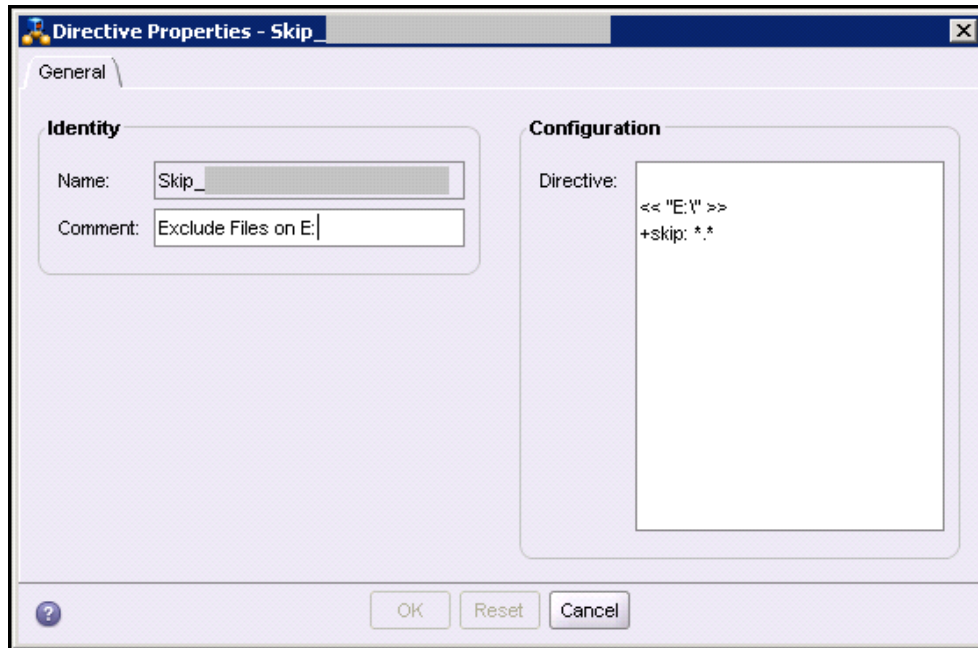 Directive Properties - Skip_
General
Identity
Name: Skip_
Comment: Exclude Files on E:
Configuration
Directive:
<< "E:\" >>
+skip: *.*
?
OK Reset Cancel